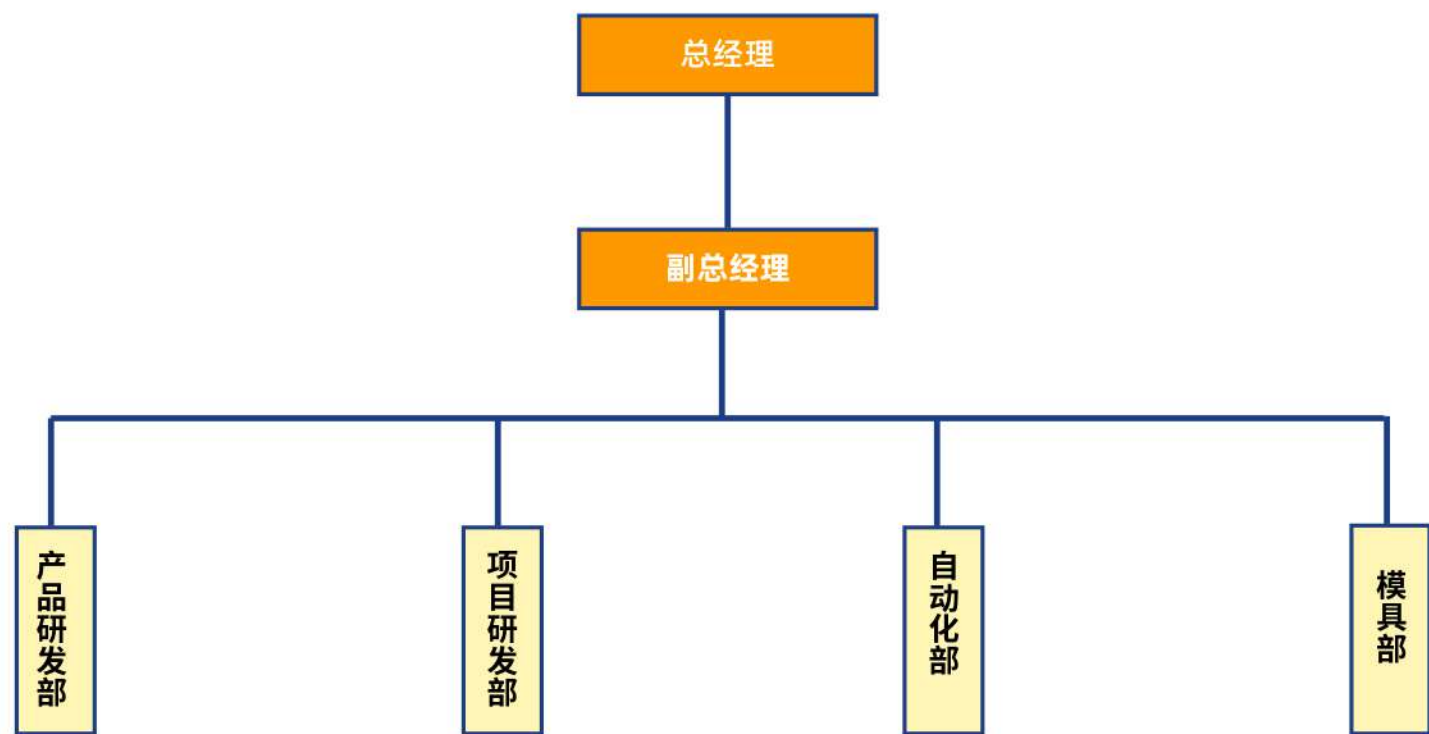 总经理
副总经理
产品研发部
项目研发部
自动化部
模具部